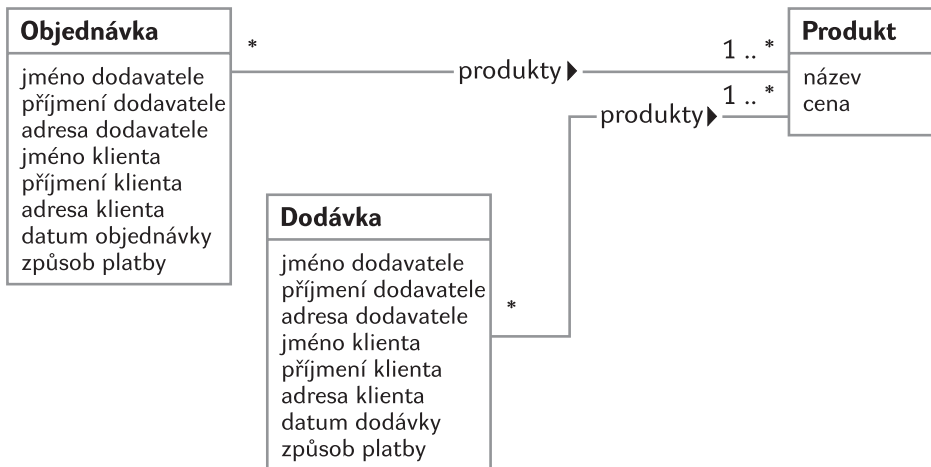 Objednávka
jméno dodavatele
příjmení dodavatele
adresa dodavatele
jméno klienta
příjmení klienta
adresa klienta
datum objednávky
způsob platby
*
produkty
1 .. *
Produkt
název
cena
1 .. *
produkty
Dodávka
jméno dodavatele
příjmení dodavatele
adresa dodavatele
jméno klienta
příjmení klienta
adresa klienta
datum dodávky
způsob platby
*